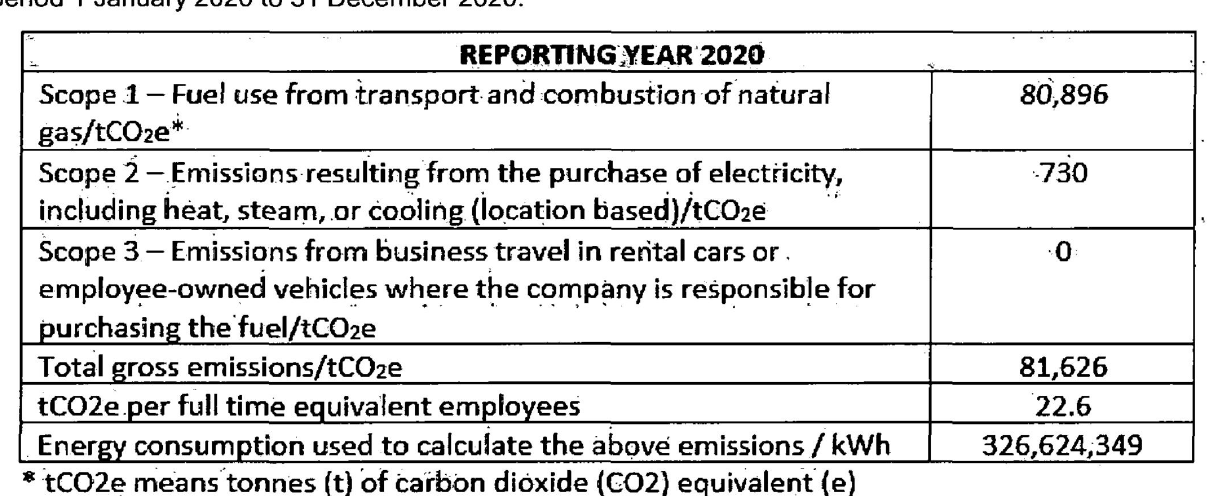 period 1 January 2020 to 31 December 2020.
REPORTING YEAR 2020
Scope 1 – Fuel use from transport and combustion of natural
gas/tCO₂e*
80,896
Scope 2 – Emissions resulting from the purchase of electricity,
including heat, steam, or cooling (location based)/tCO₂e
730
Scope 3 – Emissions from business travel in rental cars or
employee-owned vehicles where the company is responsible for
purchasing the fuel/tCO₂e
0
Total gross emissions/tCO₂e 81,626
tCO2e per full time equivalent employees 22.6
Energy consumption used to calculate the above emissions / kWh 326,624,349
* tCO2e means tonnes (t) of carbon dioxide (CO2) equivalent (e)